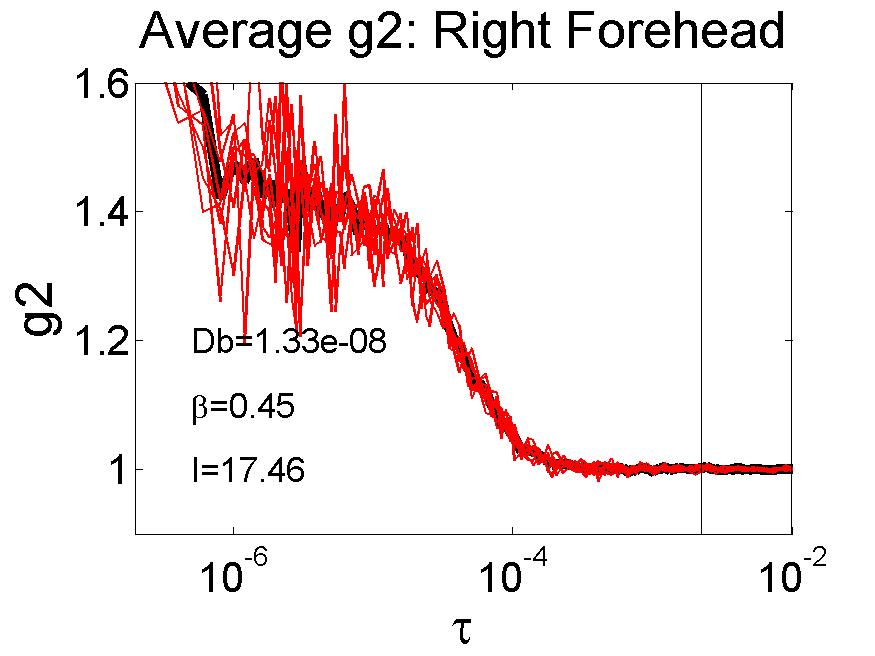 Average g2: Right Forehead
1.6
1.4
1.2
1
g2
Db=1.33e-08
β=0.45
I=17.46
10^-6
10^-4
10^-2
τ